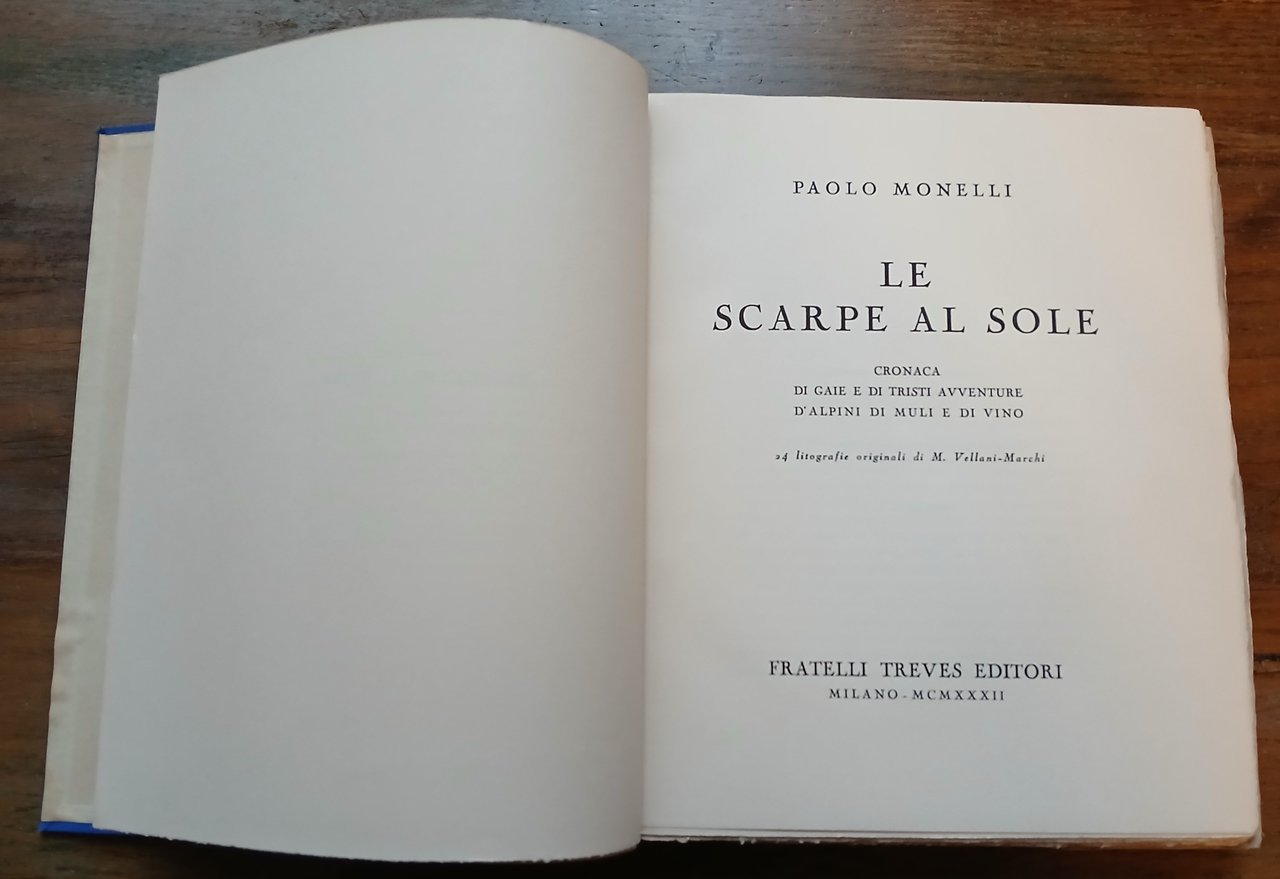 PAOLO MONELLI
LE
SCARPE AL SOLE
CRONACA
DI GAIE E DI TRISTI AVVENTURE
D'ALPINI DI MULI E DI VINO
24 litografie originali di M. Vellani-Marchi
FRATELLI TREVES EDITORI
MILANO - MCMXXXII